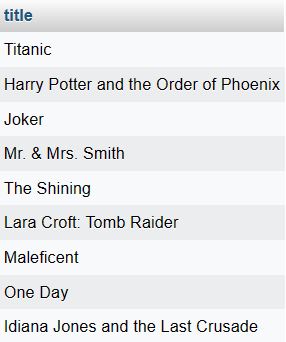 title
Titanic
Harry Potter and the Order of Phoenix
Joker
Mr. & Mrs. Smith
The Shining
Lara Croft: Tomb Raider
Maleficent
One Day
Idiana Jones and the Last Crusade